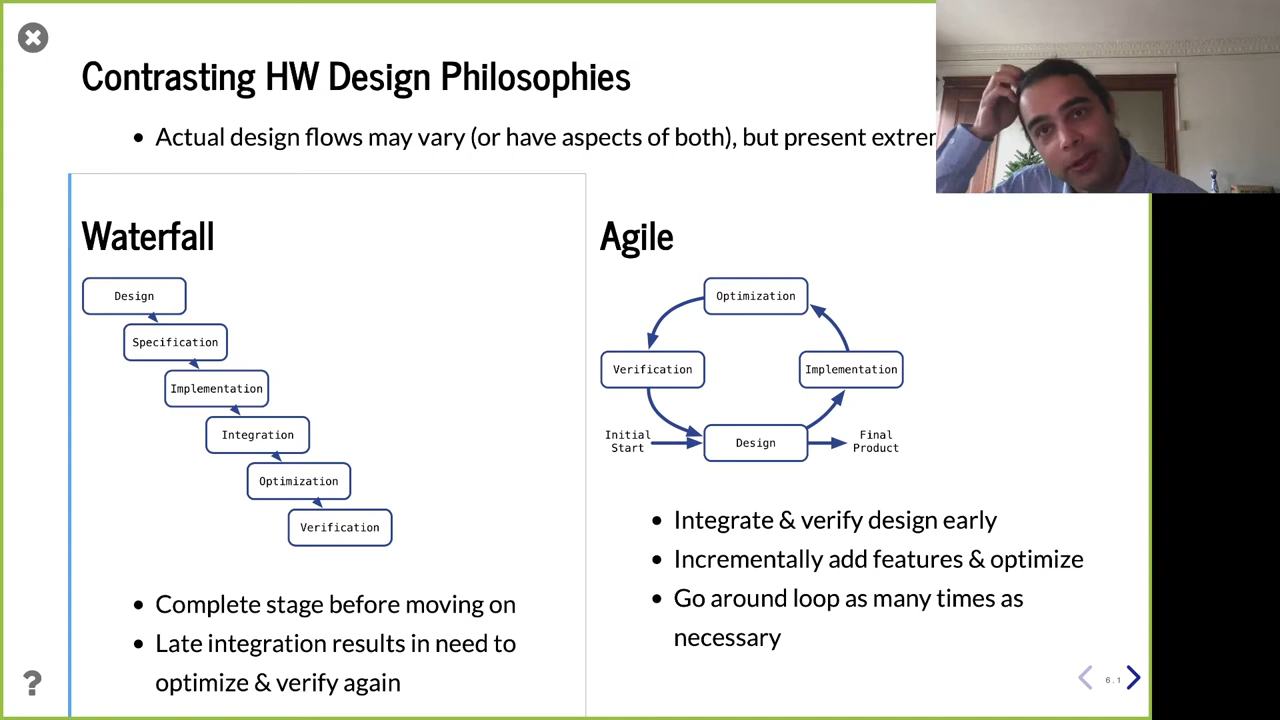 Contrasting HW Design Philosophies
• Actual design flows may vary (or have aspects of both), but present
Waterfall
Design
Specification
Implementation
Integration
Optimization
Verification
• Complete stage before moving on
• Late integration results in need to
optimize & verify again
Agile
Optimization
Verification
Implementation
Initial
Start
Design
Final
Product
• Integrate & verify design early
• Incrementally add features & optimize
• Go around loop as many times as
necessary
?
6.1